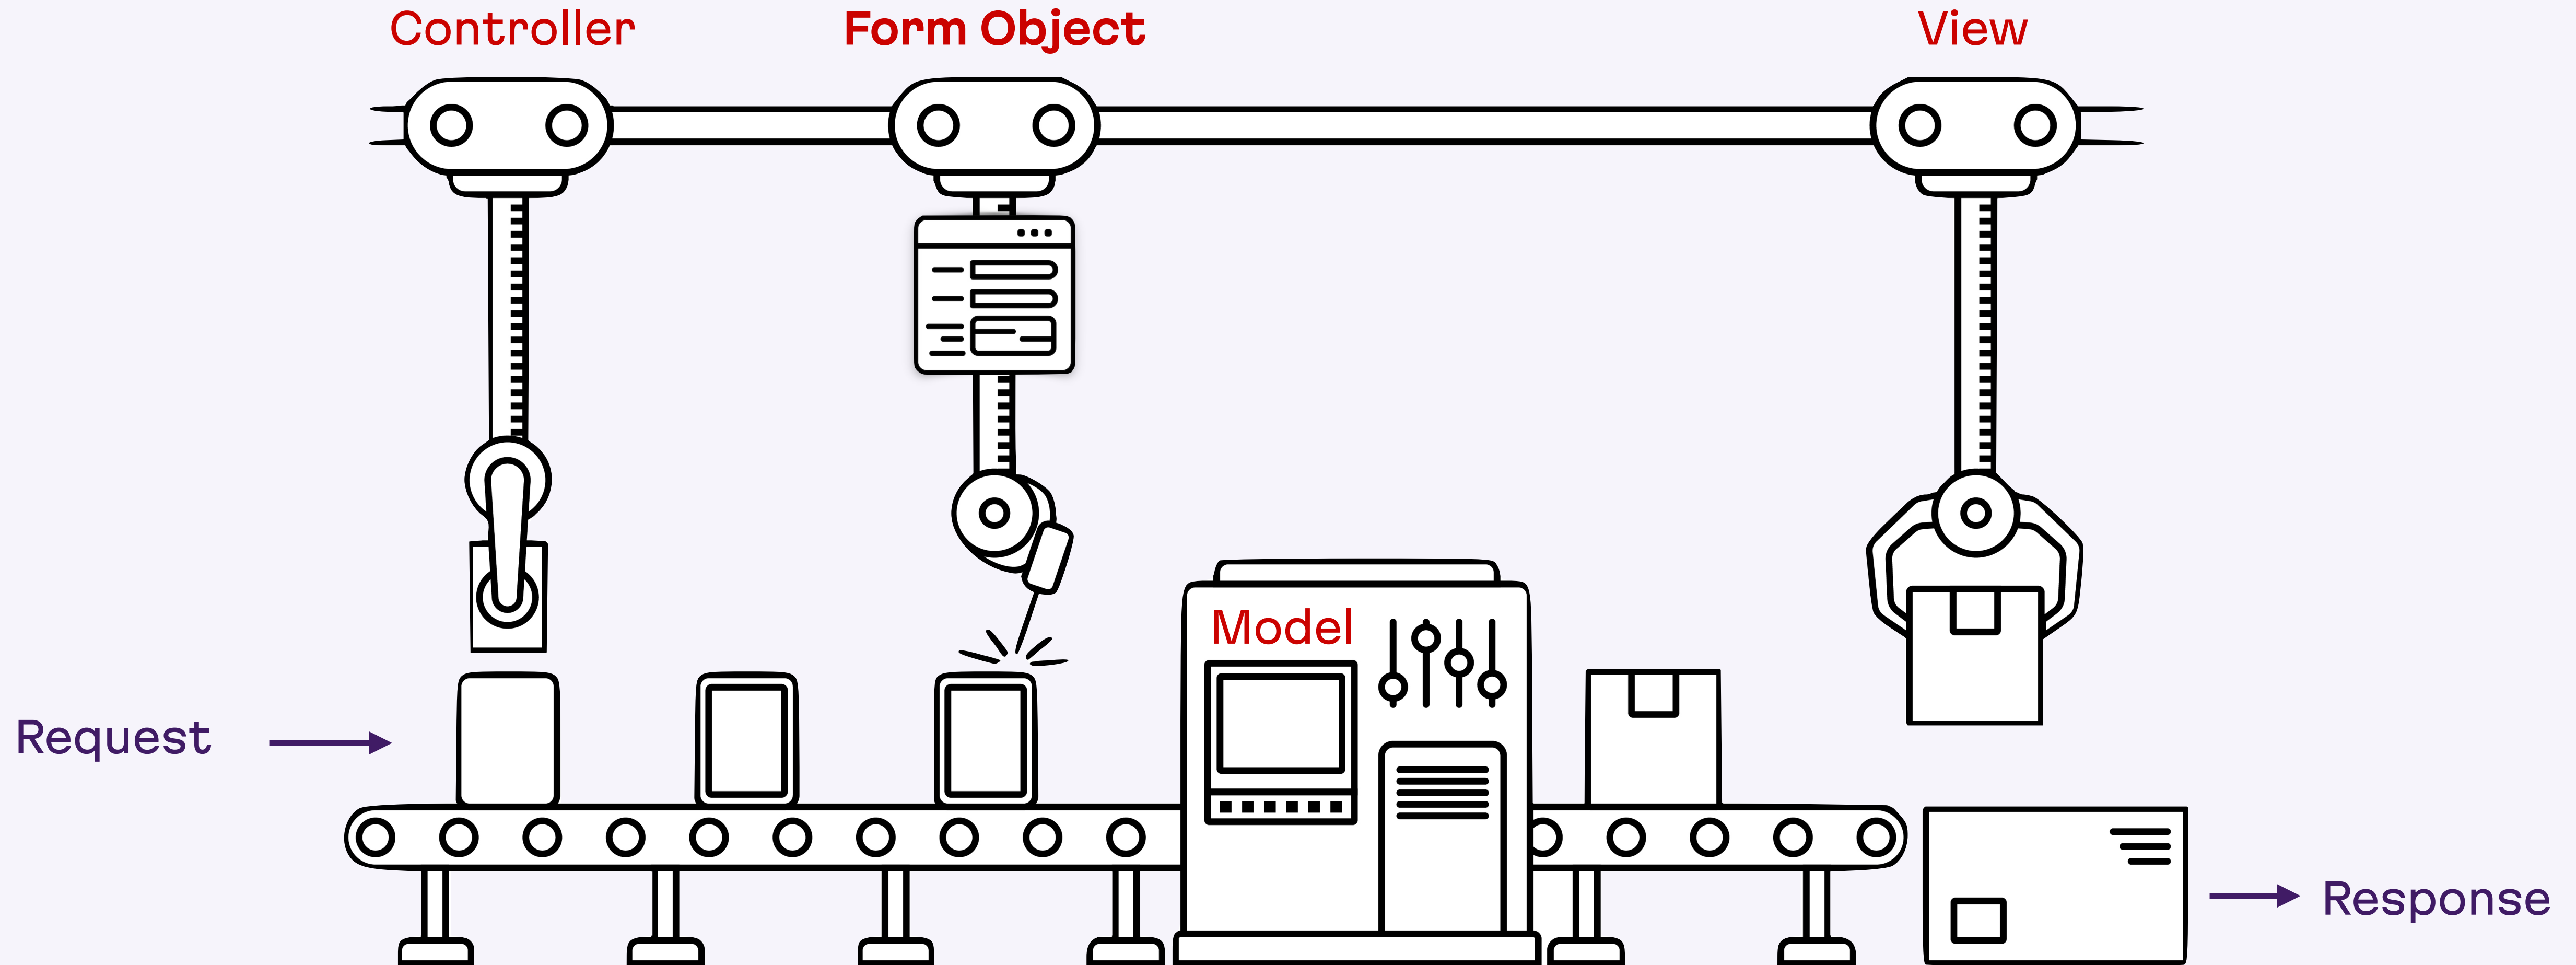 Controller
Form Object
View
Model
Request
Response